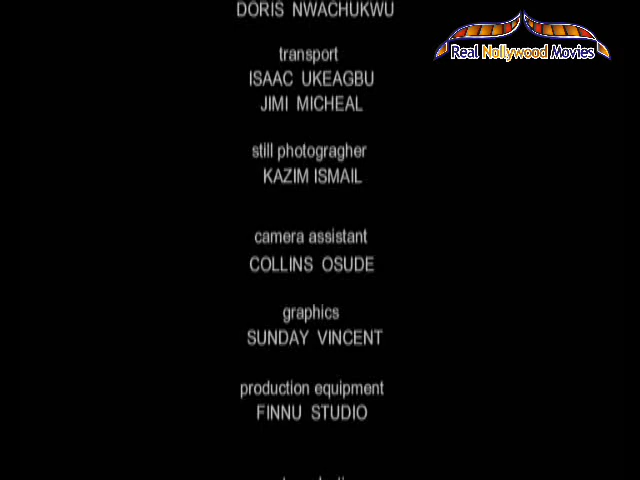 DORIS NWACHUKWU
Real Nollywood Movies
transport
ISAAC UKEAGBU
JIMI MICHEAL
still photogragher
KAZIM ISMAIL
camera assistant
COLLINS OSUDE
graphics
SUNDAY VINCENT
production equipment
FINNU STUDIO